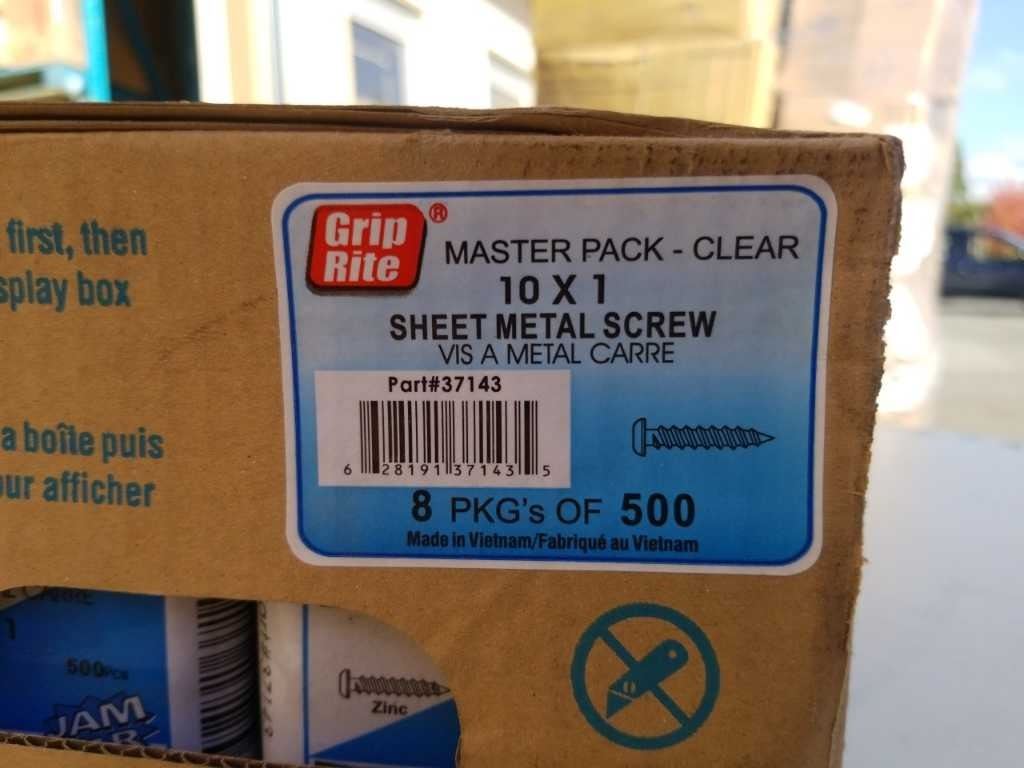 first, then
splay box
a boîte puis
our afficher
Grip
Rite®
MASTER PACK - CLEAR
10 X 1
SHEET METAL SCREW
VIS A METAL CARRE
Part#37143
6 28191 37143 5
8 PKG's OF 500
Made in Vietnam/Fabriqué au Vietnam
1
500PCS
JAM
Zinc